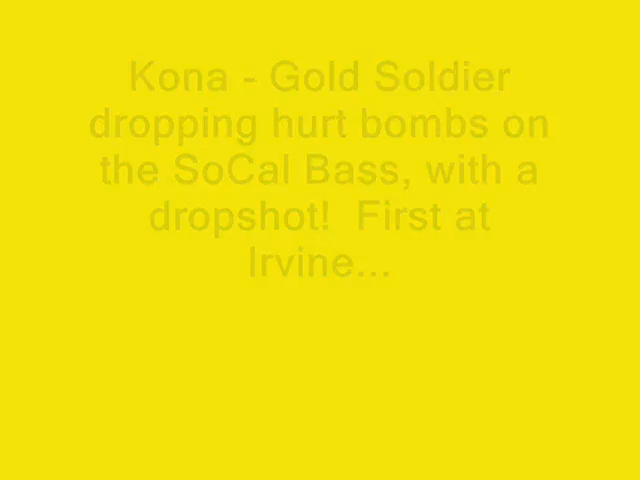 Kona - Gold Soldier
dropping hurt bombs on
the SoCal Bass, with a
dropshot!  First at
Irvine...